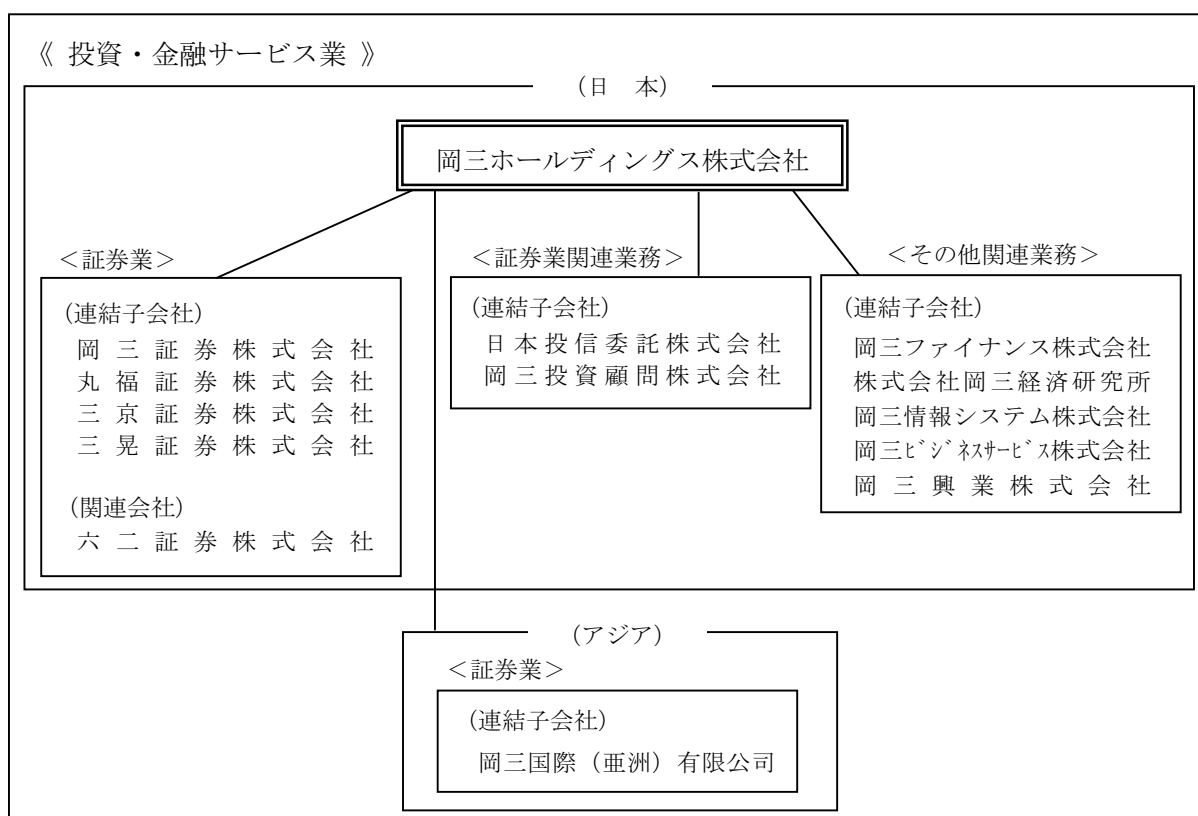 《 投資・金融サービス業 》
(日 本)
岡三ホールディングス株式会社
＜証券業＞
(連結子会社)
岡三証券株式会社
丸福証券株式会社
三京証券株式会社
三晃証券株式会社
(関連会社)
六二証券株式会社
＜証券業関連業務＞
(連結子会社)
日本投信委託株式会社
岡三投資顧問株式会社
＜その他関連業務＞
(連結子会社)
岡三ファイナンス株式会社
株式会社岡三経済研究所
岡三情報システム株式会社
岡三ﾋﾞｼﾞﾈｽｻｰﾋﾞｽ株式会社
岡三興業株式会社
(アジア)
＜証券業＞
(連結子会社)
岡三国際（亜洲）有限公司